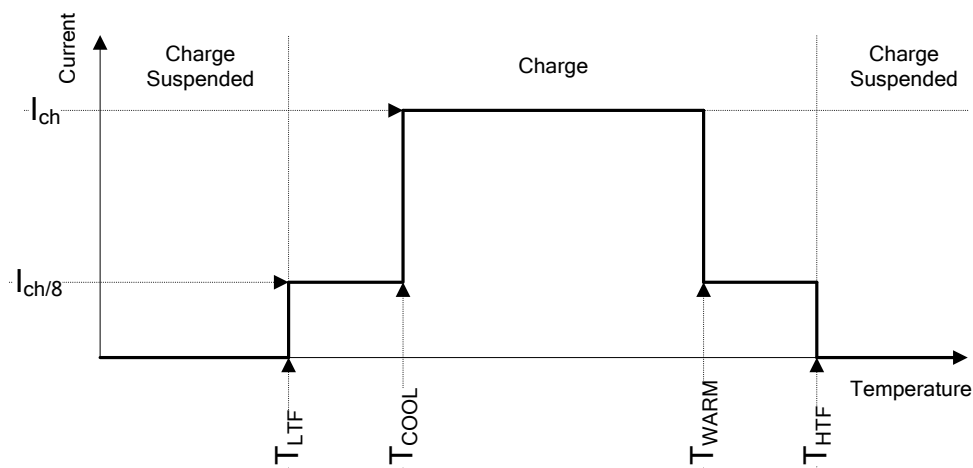 Current
Charge
Suspended
Charge
Charge
Suspended
Ich
Ich/8
Temperature
TLTF
TCOOL
TWARM
THTF